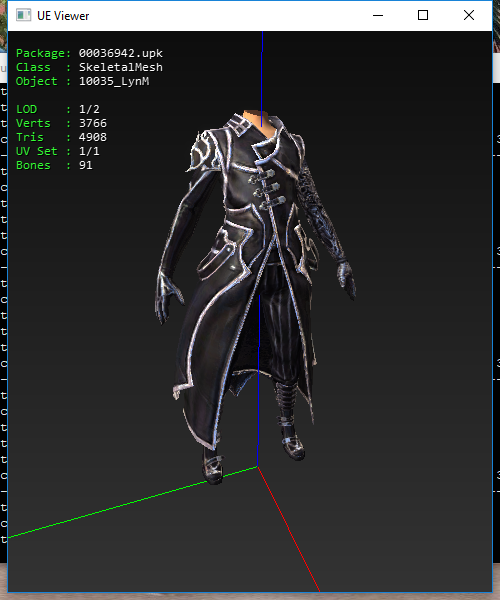 UE Viewer
Package: 00036942.upk
Class : SkeletalMesh
Object : 10035_LynM
LOD : 1/2
Verts : 3766
Tris : 4908
UV Set : 1/1
Bones : 91